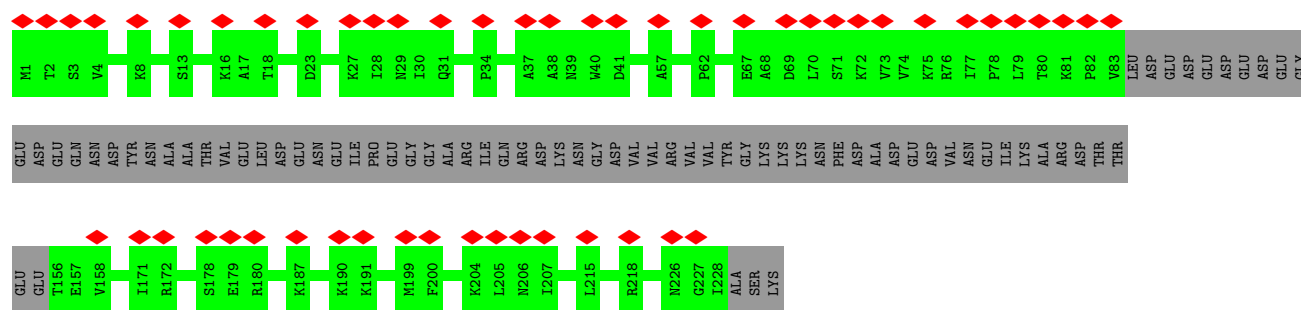 M1 T2 S3 V4 K8 S13 K16 A17 T18 D23 K27 I28 N29 I30 Q31 P34 A37 A38 N39 W40 D41 A57 P62 E67 A68 D69 L70 S71 K72 V73 V74 K75 R76 I77 P78 L79 T80 K81 P82 V83 LEU ASP GLU ASP GLU ASP GLU ASP GLU GLY
GLU ASP GLU GLN ASN ASP TYR ASN ALA ALA THR VAL GLU LEU ASP GLU ASN GLU ILE PRO GLU GLY GLY ALA ARG ILE GLN ARG ASP LYS ASN GLY ASP VAL VAL ARG VAL VAL TYR GLY LYS LYS LYS ASN PHE ASP ALA ASP GLU ASP VAL ASN GLU ILE LYS ALA ARG ASP THR THR
GLU GLU T156 E157 V158 I171 R172 S178 E179 R180 K187 K190 K191 M199 F200 K204 L205 N206 I207 L215 R218 N226 G227 I228 ALA SER LYS